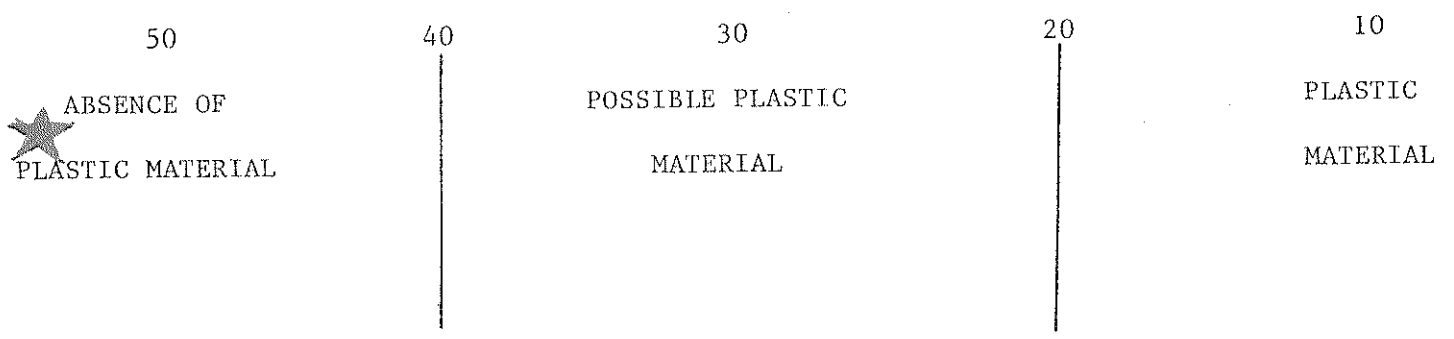 50 40 30 20 10
ABSENCE OF POSSIBLE PLASTIC PLASTIC
PLASTIC MATERIAL MATERIAL MATERIAL